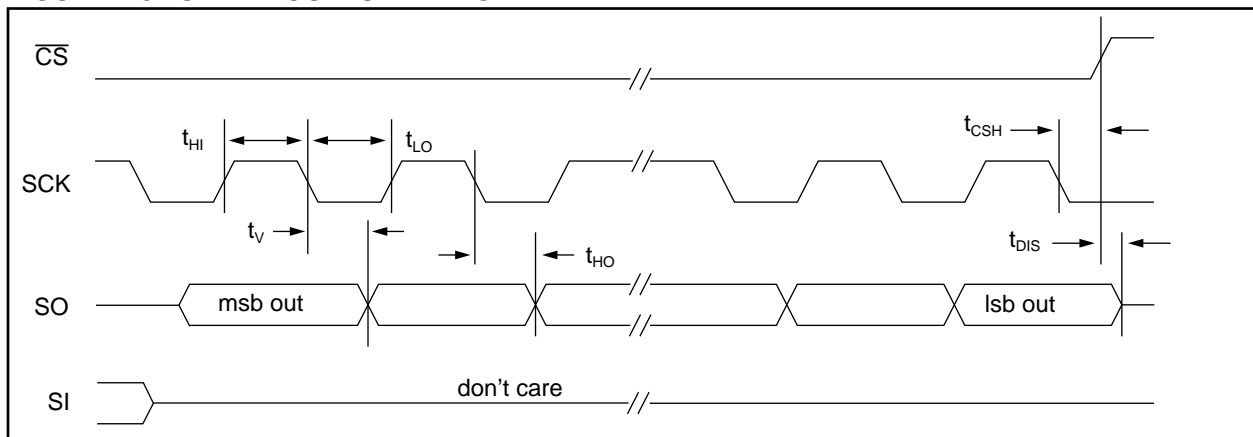 CS
tHI
tLO
tCSH
SCK
tV
tHO
tDIS
SO
msb out
lsb out
SI
don't care